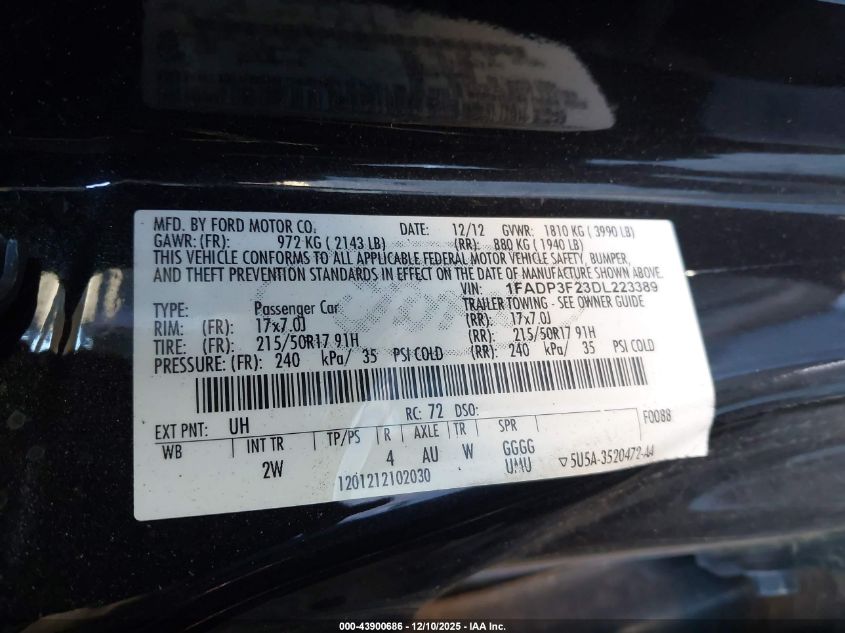 MFD. BY FORD MOTOR CO. DATE: 12/12 GVWR: 1810 KG ( 3990 LB)
GAWR: (FR): 972 KG ( 2143 LB) (RR): 880 KG ( 1940 LB)
THIS VEHICLE CONFORMS TO ALL APPLICABLE FEDERAL MOTOR VEHICLE SAFETY, BUMPER,
AND THEFT PREVENTION STANDARDS IN EFFECT ON THE DATE OF MANUFACTURE SHOWN ABOVE.
VIN: 1FADP3F23DL223389
TYPE: Passenger Car TRAILER TOWING - SEE OWNER GUIDE
RIM: (FR): 17x7.0J (RR): 17x7.0J
TIRE: (FR): 215/50R17 91H (RR): 215/50R17 91H
PRESSURE: (FR): 240 kPa/ 35 PSI COLD (RR): 240 kPa/ 35 PSI COLD
RC: 72 DSO: F0088
EXT PNT: UH
WB INT TR TP/PS R AXLE TR SPR
2W 4 AU W GGGG
1201212102030 UMU ▽5U5A-3520472-AA
000-43900686 - 12/10/2025 - IAA Inc.